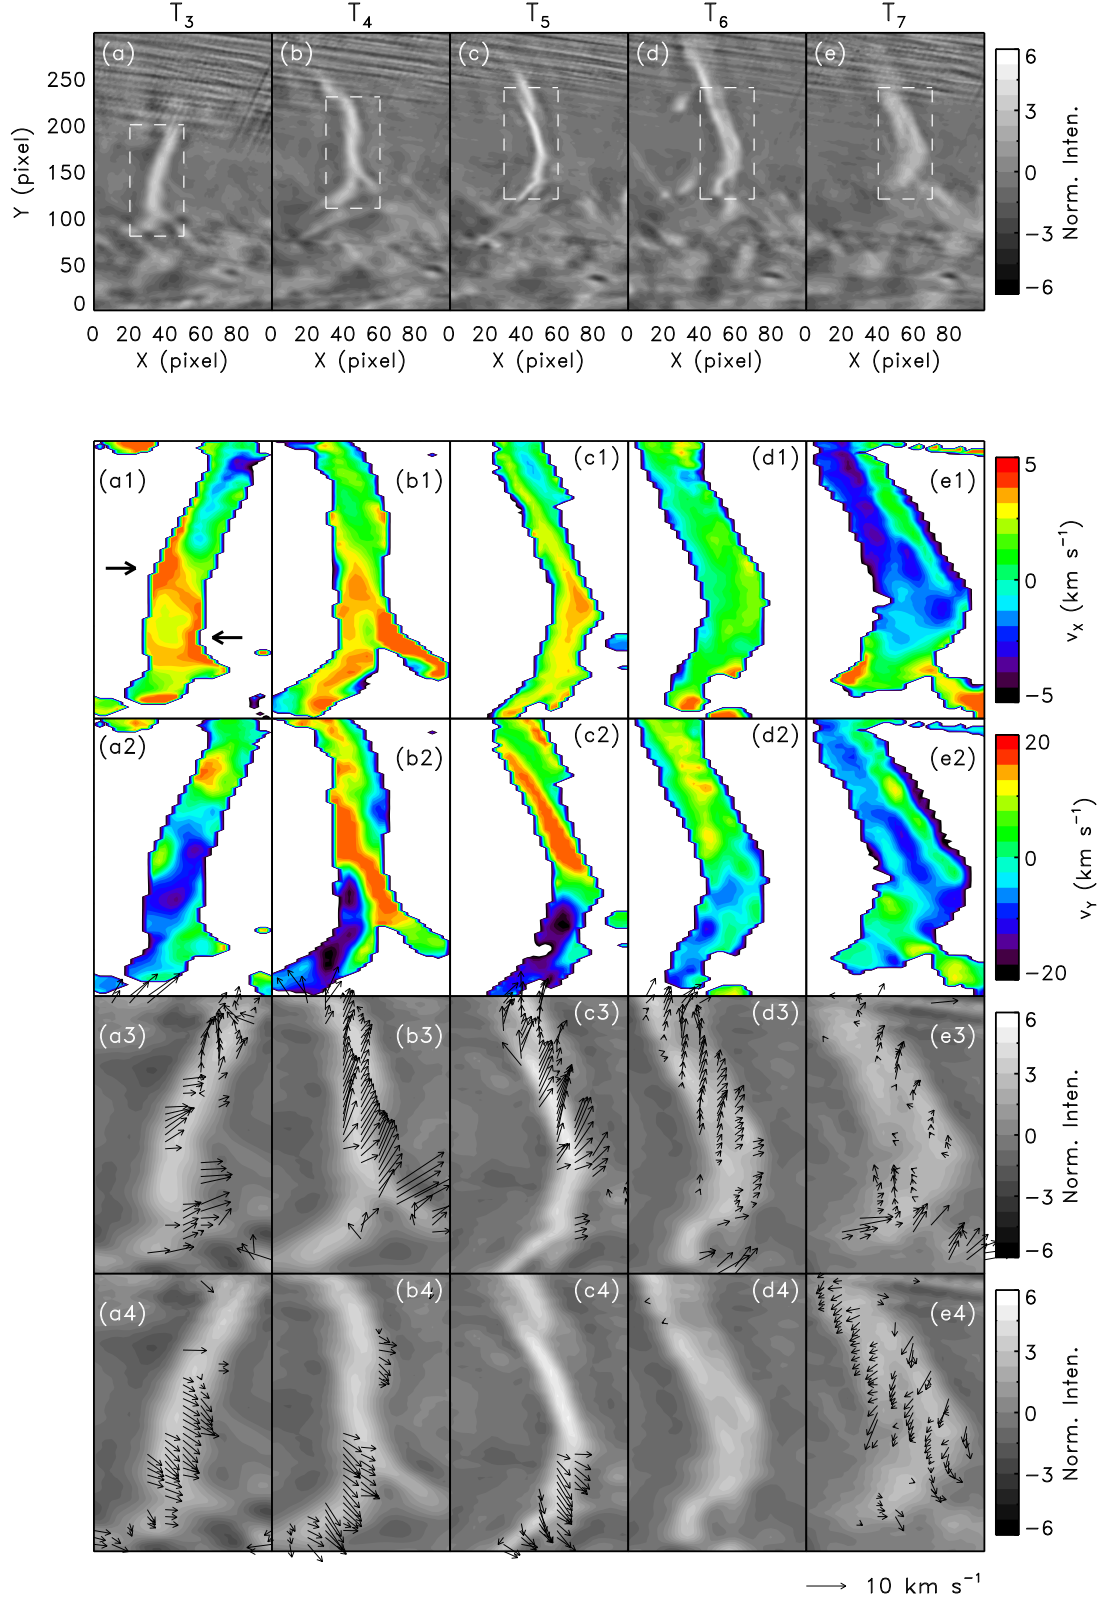 T3 T4 T5 T6 T7
(a) (b) (c) (d) (e)
250
200
150
100
50
0
Y (pixel)
0 20 40 60 80 0 20 40 60 80 0 20 40 60 80 0 20 40 60 80 0 20 40 60 80 100
X (pixel) X (pixel) X (pixel) X (pixel) X (pixel)
6
3
0
−3
−6
Norm. Inten.
(a1) (b1) (c1) (d1) (e1)
5
0
−5
vX (km s−1)
(a2) (b2) (c2) (d2) (e2)
20
10
0
−10
−20
vY (km s−1)
(a3) (b3) (c3) (d3) (e3)
6
3
0
−3
−6
Norm. Inten.
(a4) (b4) (c4) (d4) (e4)
6
3
0
−3
−6
Norm. Inten.
10 km s−1